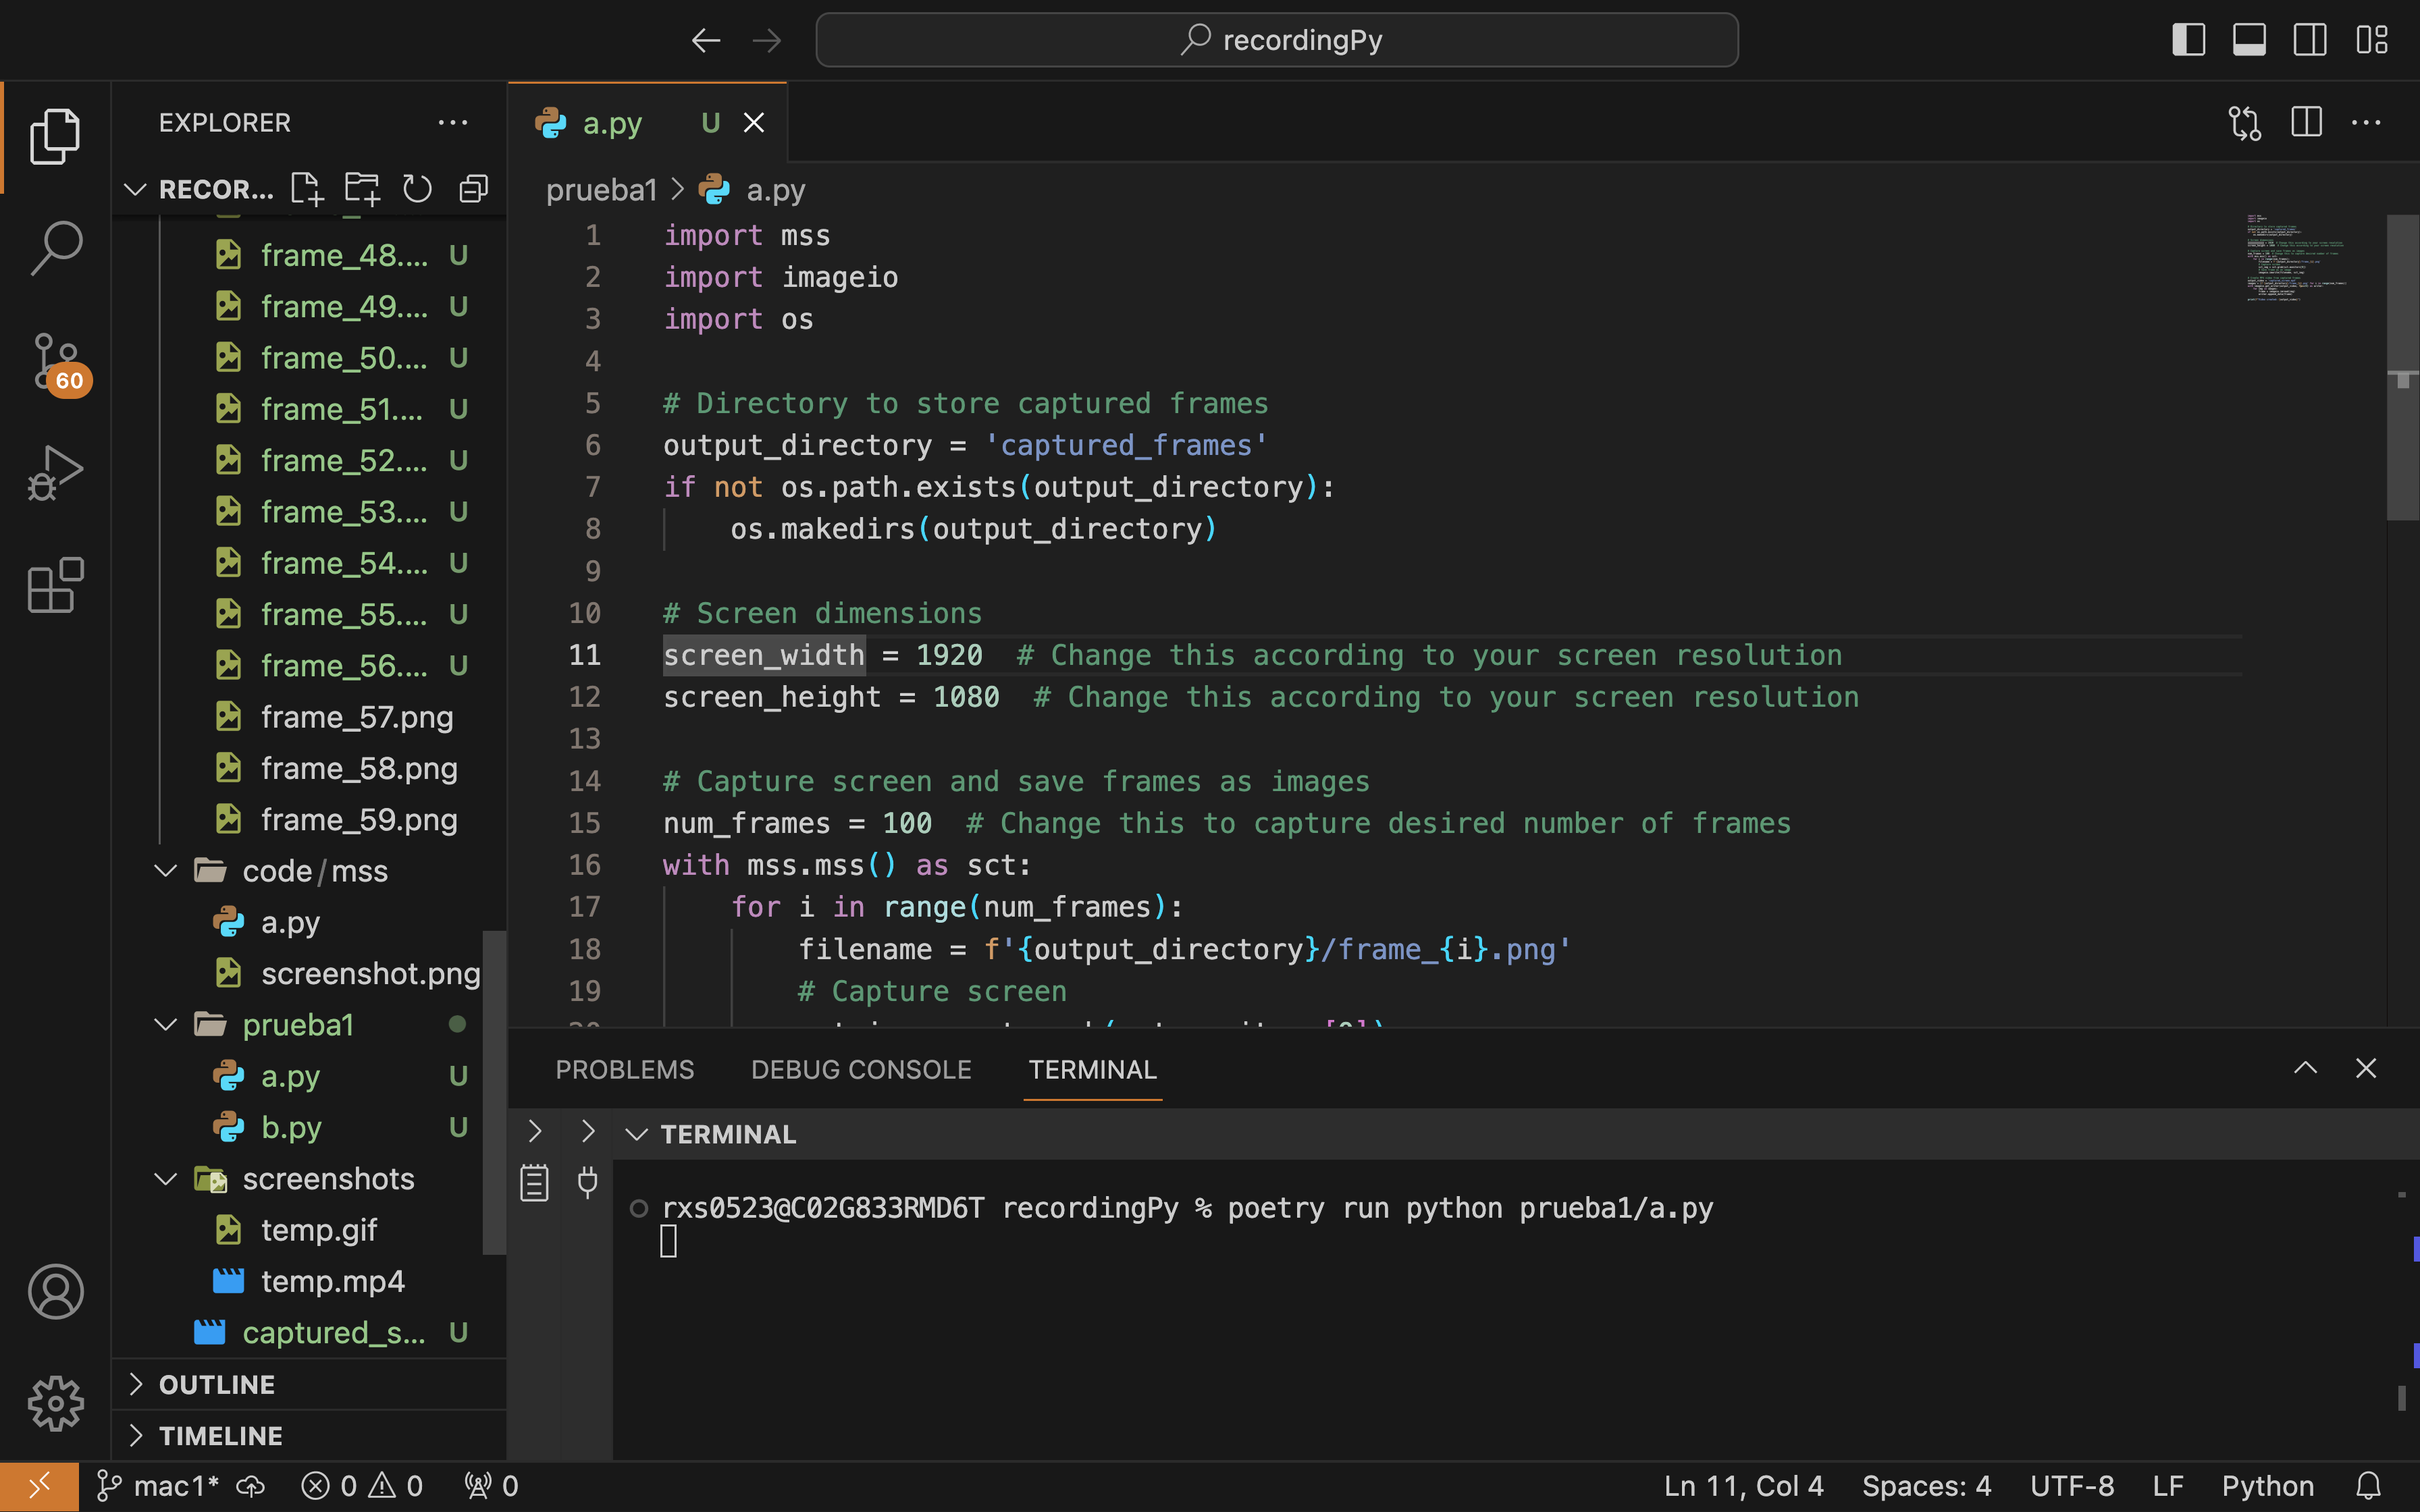 recordingPy
EXPLORER
a.py U
RECOR...
prueba1 > a.py
frame_48.... U
frame_49.... U
frame_50.... U
frame_51.... U
frame_52.... U
frame_53.... U
frame_54.... U
frame_55.... U
frame_56.... U
frame_57.png
frame_58.png
frame_59.png
code/mss
a.py
screenshot.png
prueba1
a.py U
b.py U
screenshots
temp.gif
temp.mp4
captured_s... U
OUTLINE
TIMELINE
60
1 import mss
2 import imageio
3 import os
4
5 # Directory to store captured frames
6 output_directory = 'captured_frames'
7 if not os.path.exists(output_directory):
8 os.makedirs(output_directory)
9
10 # Screen dimensions
11 screen_width = 1920 # Change this according to your screen resolution
12 screen_height = 1080 # Change this according to your screen resolution
13
14 # Capture screen and save frames as images
15 num_frames = 100 # Change this to capture desired number of frames
16 with mss.mss() as sct:
17 for i in range(num_frames):
18 filename = f'{output_directory}/frame_{i}.png'
19 # Capture screen
PROBLEMS DEBUG CONSOLE TERMINAL
TERMINAL
rxs0523@C02G833RMD6T recordingPy % poetry run python prueba1/a.py
mac1* 0 0 0 Ln 11, Col 4 Spaces: 4 UTF-8 LF Python